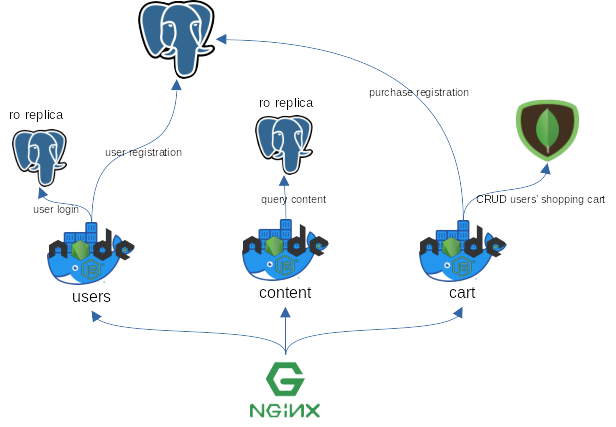 purchase registration
ro replica
ro replica
user registration
user login
query content
CRUD users' shopping cart
node
node
node
users
content
cart
NGINX